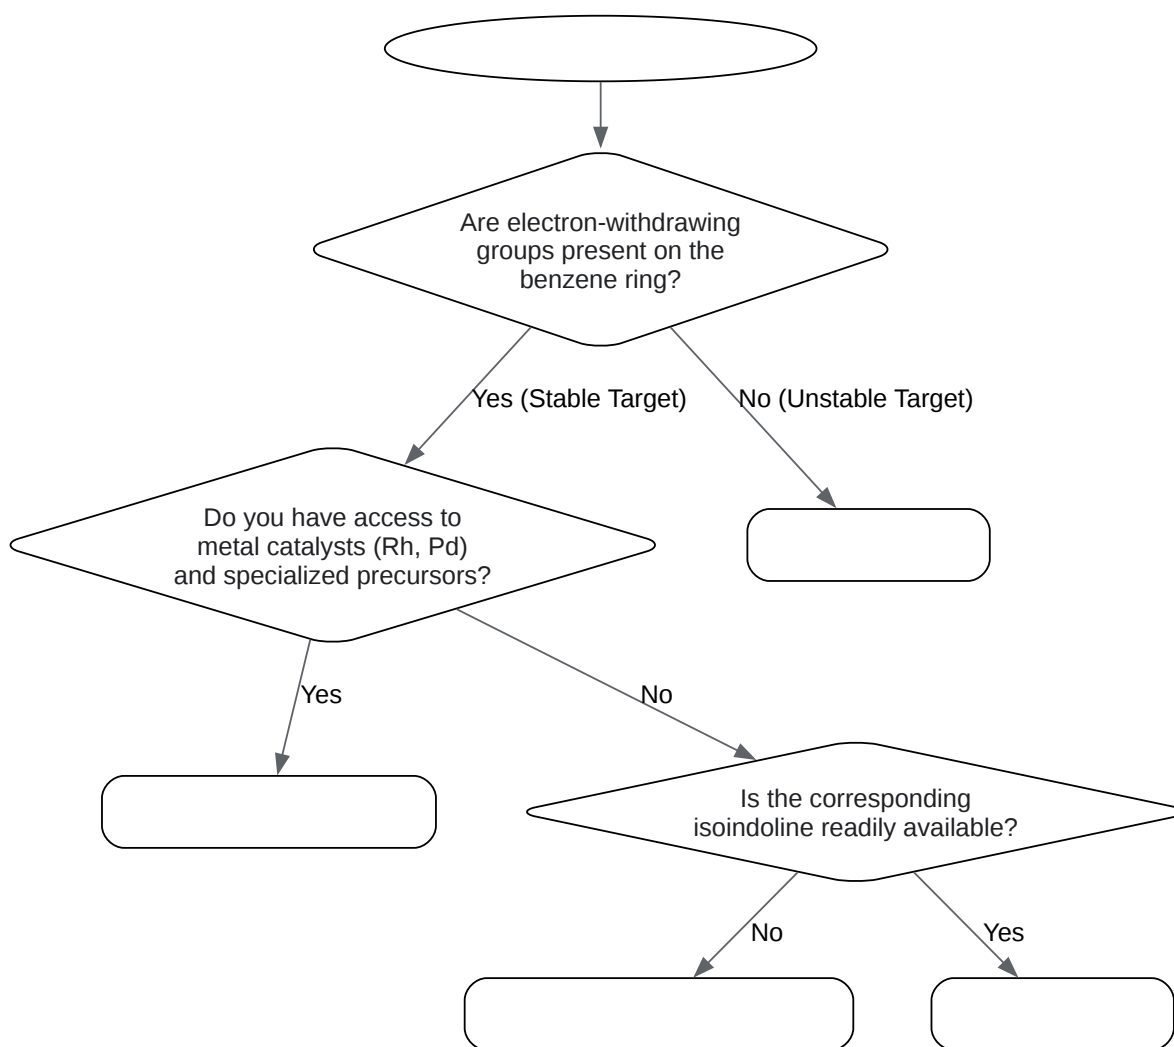 Are electron-withdrawing
groups present on the
benzene ring?
Yes (Stable Target)
No (Unstable Target)
Do you have access to
metal catalysts (Rh, Pd)
and specialized precursors?
Yes
No
Is the corresponding
isoindoline readily available?
No
Yes